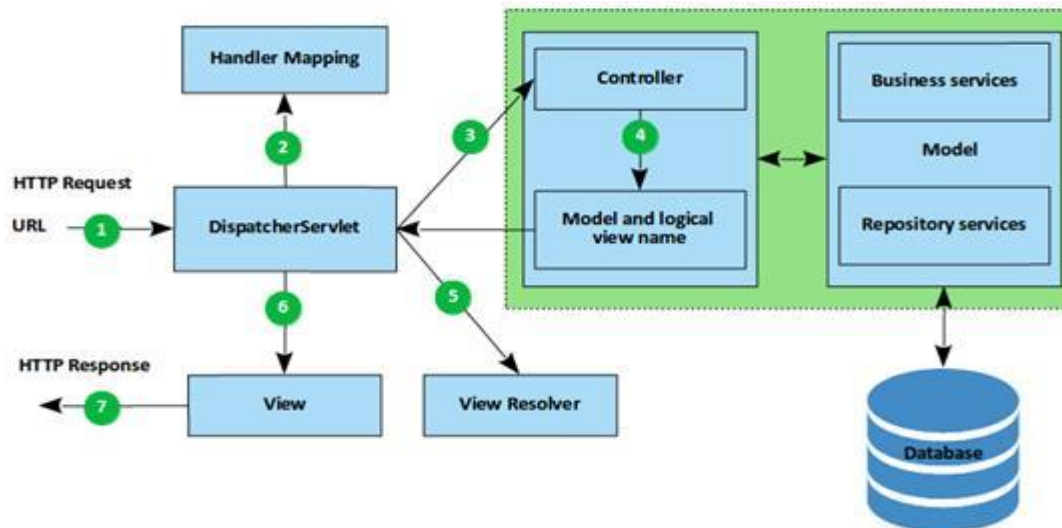 Handler Mapping
2
HTTP Request
URL
1
DispatcherServlet
3
Controller
4
Model and logical
view name
Business services
Model
Repository services
6
5
HTTP Response
7
View
View Resolver
Database